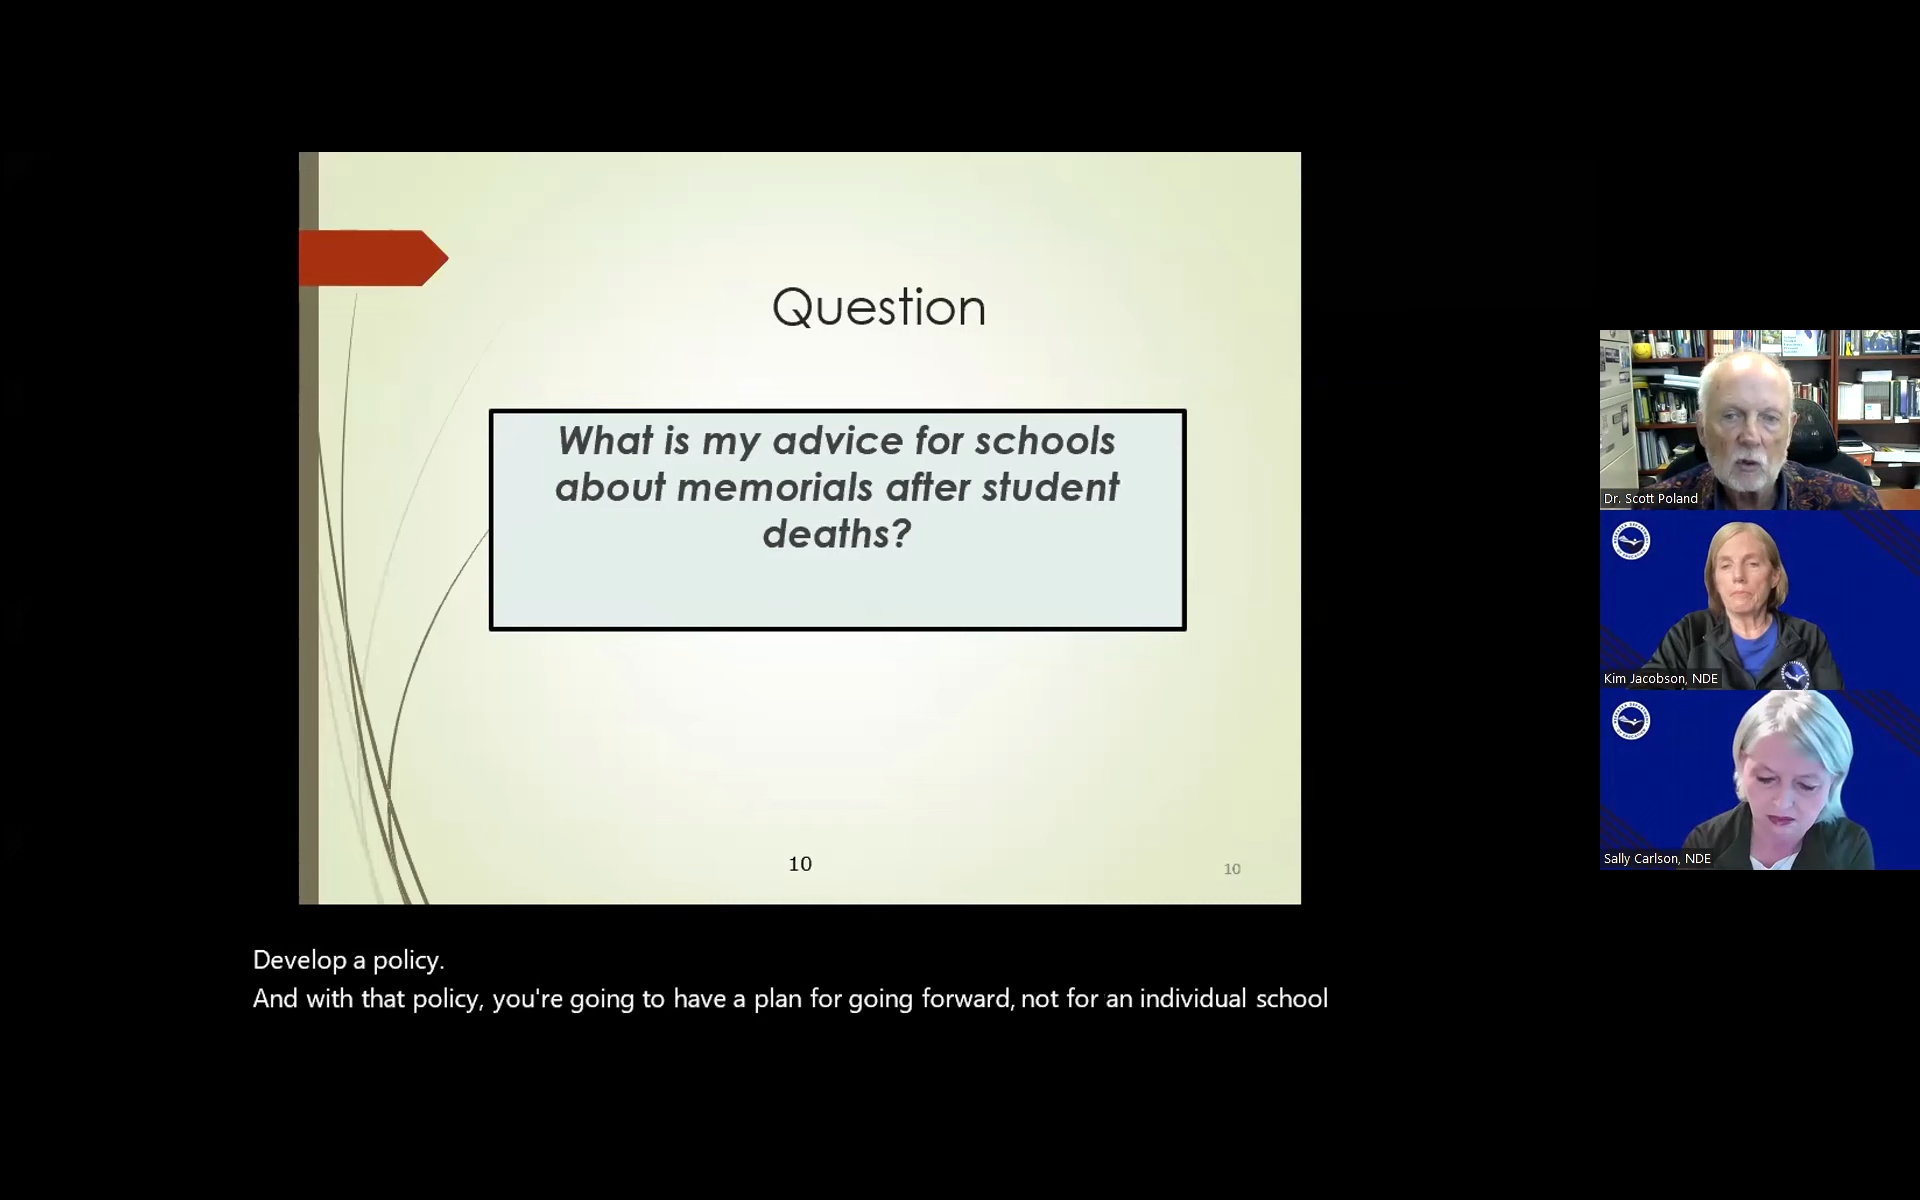 Question
What is my advice for schools
about memorials after student
deaths?
10
10
Dr. Scott Poland
Kim Jacobson, NDE
Sally Carlson, NDE
Develop a policy.
And with that policy, you're going to have a plan for going forward, not for an individual school